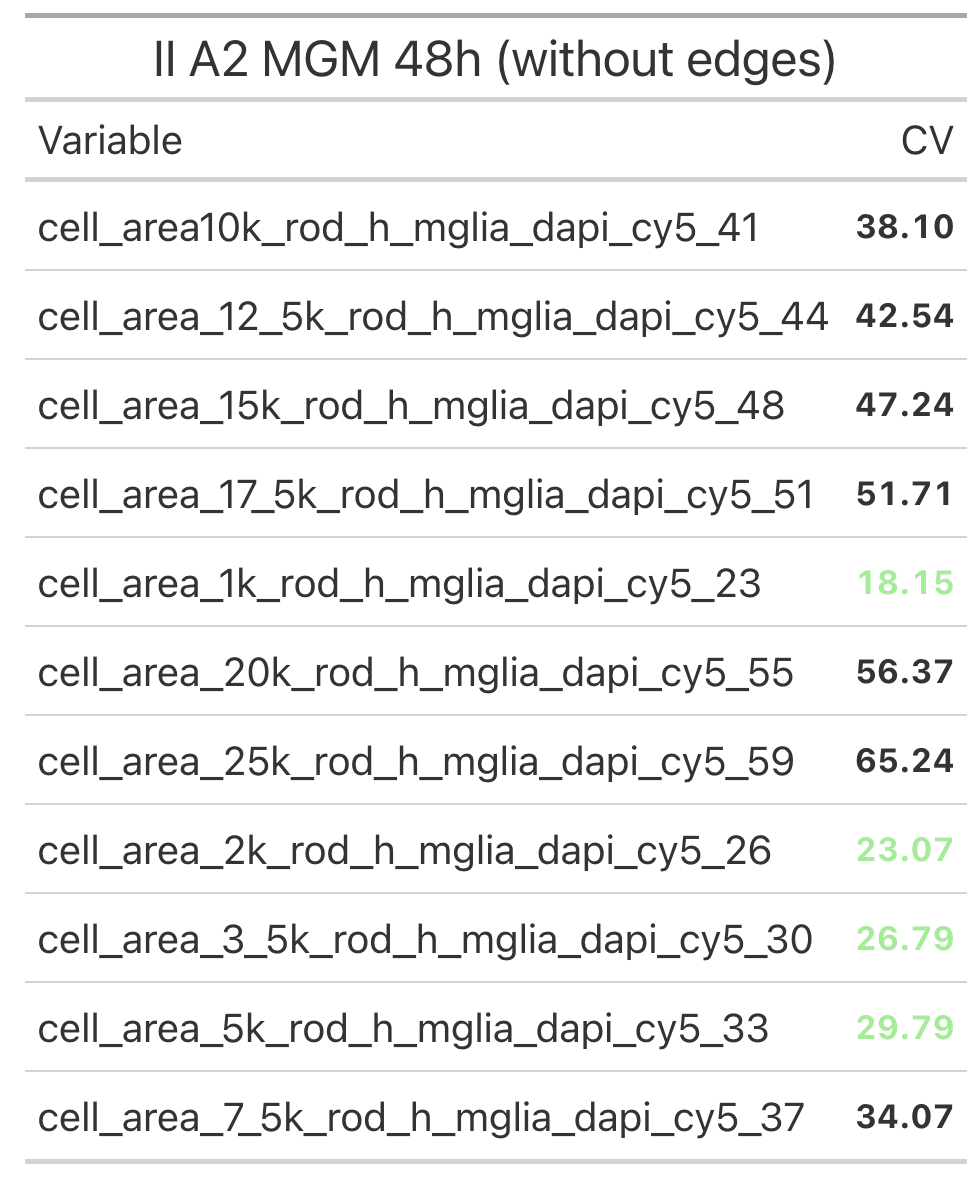 II A2 MGM 48h (without edges)
Variable CV
cell_area10k_rod_h_mglia_dapi_cy5_41 38.10
cell_area_12_5k_rod_h_mglia_dapi_cy5_44 42.54
cell_area_15k_rod_h_mglia_dapi_cy5_48 47.24
cell_area_17_5k_rod_h_mglia_dapi_cy5_51 51.71
cell_area_1k_rod_h_mglia_dapi_cy5_23 18.15
cell_area_20k_rod_h_mglia_dapi_cy5_55 56.37
cell_area_25k_rod_h_mglia_dapi_cy5_59 65.24
cell_area_2k_rod_h_mglia_dapi_cy5_26 23.07
cell_area_3_5k_rod_h_mglia_dapi_cy5_30 26.79
cell_area_5k_rod_h_mglia_dapi_cy5_33 29.79
cell_area_7_5k_rod_h_mglia_dapi_cy5_37 34.07